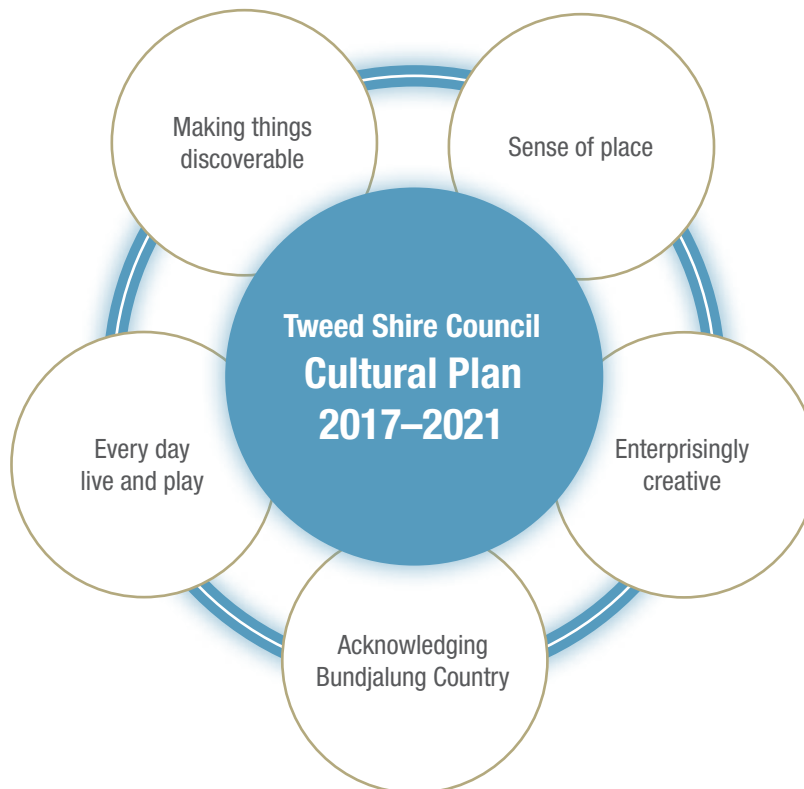 Making things
discoverable
Sense of place
Tweed Shire Council
Cultural Plan
2017–2021
Every day
live and play
Enterprisingly
creative
Acknowledging
Bundjalung Country